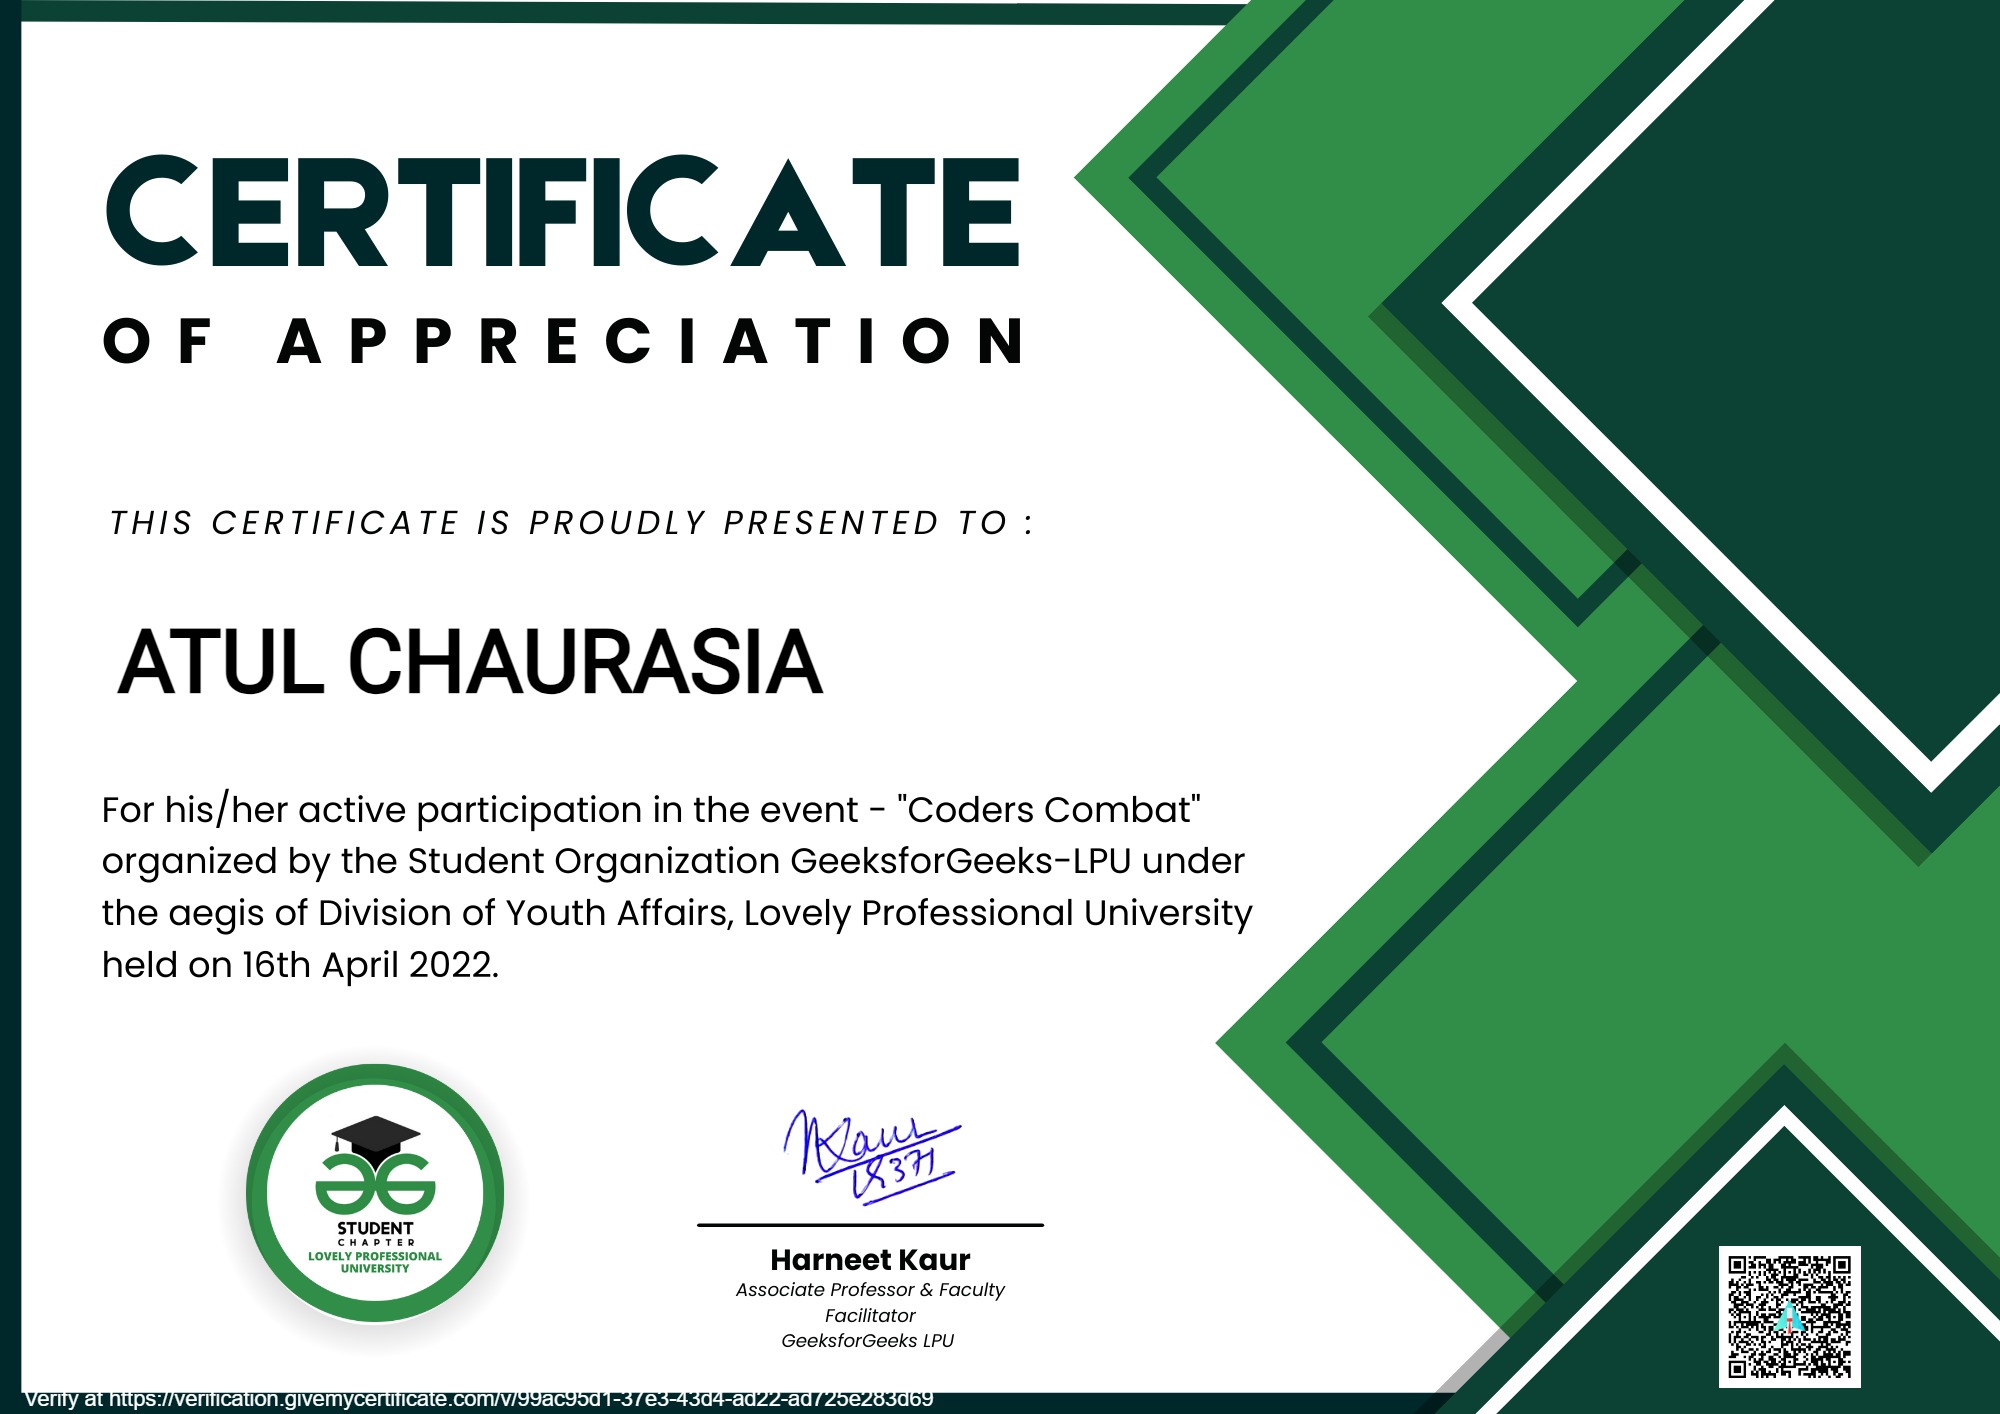 CERTIFICATE
OF APPRECIATION
THIS CERTIFICATE IS PROUDLY PRESENTED TO :
ATUL CHAURASIA
For his/her active participation in the event - "Coders Combat"
organized by the Student Organization GeeksforGeeks-LPU under
the aegis of Division of Youth Affairs, Lovely Professional University
held on 16th April 2022.
STUDENT
CHAPTER
LOVELY PROFESSIONAL
UNIVERSITY
Kaur
18371
Harneet Kaur
Associate Professor & Faculty
Facilitator
GeeksforGeeks LPU
Verify at https://verification.givemycertificate.com/v/99ac95d1-37e3-43d4-ad22-ad725e283d69